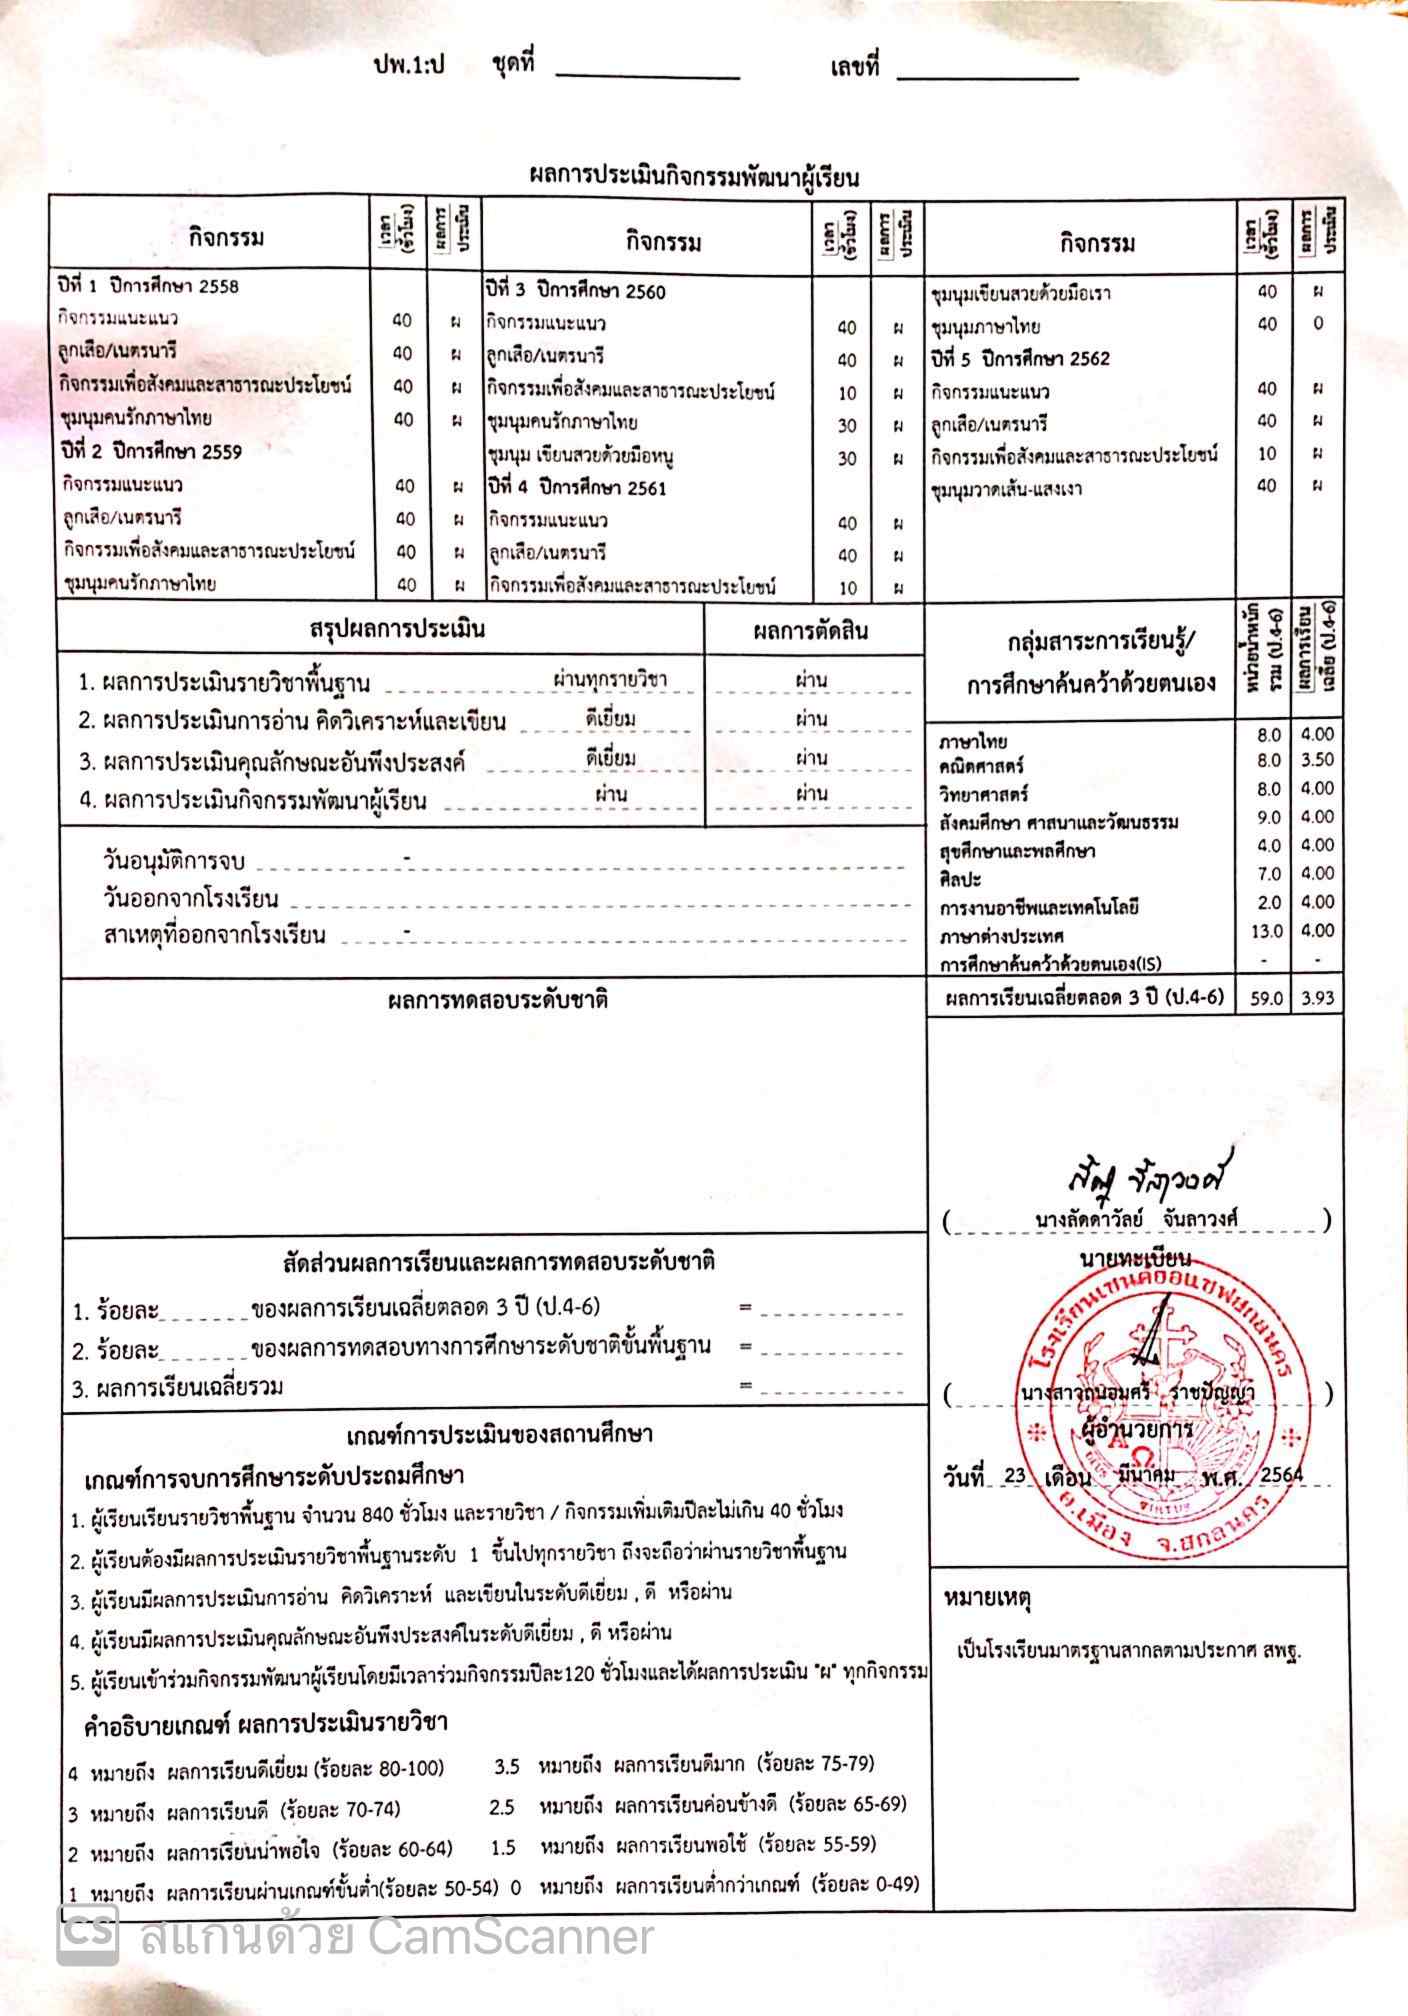 ปพ.1:ป ชุดที่ เลขที่
ผลการประเมินกิจกรรมพัฒนาผู้เรียน
กิจกรรม เวลา (ชั่วโมง) ผลการประเมิน กิจกรรม เวลา (ชั่วโมง) ผลการประเมิน กิจกรรม เวลา (ชั่วโมง) ผลการประเมิน
ปีที่ 1 ปีการศึกษา 2558
กิจกรรมแนะแนว 40 ผ
ลูกเสือ/เนตรนารี 40 ผ
กิจกรรมเพื่อสังคมและสาธารณะประโยชน์ 40 ผ
ชุมนุมคนรักภาษาไทย 40 ผ
ปีที่ 2 ปีการศึกษา 2559
กิจกรรมแนะแนว 40 ผ
ลูกเสือ/เนตรนารี 40 ผ
กิจกรรมเพื่อสังคมและสาธารณะประโยชน์ 40 ผ
ชุมนุมคนรักภาษาไทย 40 ผ
ปีที่ 3 ปีการศึกษา 2560
กิจกรรมแนะแนว 40 ผ
ลูกเสือ/เนตรนารี 40 ผ
กิจกรรมเพื่อสังคมและสาธารณะประโยชน์ 10 ผ
ชุมนุมคนรักภาษาไทย 30 ผ
ชุมนุม เขียนสวยด้วยมือหนู 30 ผ
ปีที่ 4 ปีการศึกษา 2561
กิจกรรมแนะแนว 40 ผ
ลูกเสือ/เนตรนารี 40 ผ
กิจกรรมเพื่อสังคมและสาธารณะประโยชน์ 10 ผ
ชุมนุมเขียนสวยด้วยมือเรา 40 ผ
ชุมนุมภาษาไทย 40 0
ปีที่ 5 ปีการศึกษา 2562
กิจกรรมแนะแนว 40 ผ
ลูกเสือ/เนตรนารี 40 ผ
กิจกรรมเพื่อสังคมและสาธารณะประโยชน์ 10 ผ
ชุมนุมวาดเส้น-แสงเงา 40 ผ
สรุปผลการประเมิน ผลการตัดสิน
1. ผลการประเมินรายวิชาพื้นฐาน ผ่านทุกรายวิชา ผ่าน
2. ผลการประเมินการอ่าน คิดวิเคราะห์และเขียน ดีเยี่ยม ผ่าน
3. ผลการประเมินคุณลักษณะอันพึงประสงค์ ดีเยี่ยม ผ่าน
4. ผลการประเมินกิจกรรมพัฒนาผู้เรียน ผ่าน ผ่าน
วันอนุมัติการจบ -
วันออกจากโรงเรียน
สาเหตุที่ออกจากโรงเรียน -
กลุ่มสาระการเรียนรู้/ การศึกษาค้นคว้าด้วยตนเอง หน่วยน้ำหนักรวม (ป.4-6) ผลการเรียนเฉลี่ย (ป.4-6)
ภาษาไทย 8.0 4.00
คณิตศาสตร์ 8.0 3.50
วิทยาศาสตร์ 8.0 4.00
สังคมศึกษา ศาสนาและวัฒนธรรม 9.0 4.00
สุขศึกษาและพลศึกษา 4.0 4.00
ศิลปะ 7.0 4.00
การงานอาชีพและเทคโนโลยี 2.0 4.00
ภาษาต่างประเทศ 13.0 4.00
การศึกษาค้นคว้าด้วยตนเอง(IS) - -
ผลการเรียนเฉลี่ยตลอด 3 ปี (ป.4-6) 59.0 3.93
ผลการทดสอบระดับชาติ
สัดส่วนผลการเรียนและผลการทดสอบระดับชาติ
1. ร้อยละ ของผลการเรียนเฉลี่ยตลอด 3 ปี (ป.4-6) =
2. ร้อยละ ของผลการทดสอบทางการศึกษาระดับชาติขั้นพื้นฐาน =
3. ผลการเรียนเฉลี่ยรวม =
( นางลัดดาวัลย์ จันลาวงศ์ )
นายทะเบียน
( นางสาวถนอมศรี ราชปัญญา )
ผู้อำนวยการ
วันที่ 23 เดือน มีนาคม พ.ศ. 2564
อ.เมือง จ.สกลนคร
เกณฑ์การประเมินของสถานศึกษา
เกณฑ์การจบการศึกษาระดับประถมศึกษา
1. ผู้เรียนเรียนรายวิชาพื้นฐาน จำนวน 840 ชั่วโมง และรายวิชา / กิจกรรมเพิ่มเติมปีละไม่เกิน 40 ชั่วโมง
2. ผู้เรียนต้องมีผลการประเมินรายวิชาพื้นฐานระดับ 1 ขึ้นไปทุกรายวิชา ถึงจะถือว่าผ่านรายวิชาพื้นฐาน
3. ผู้เรียนมีผลการประเมินการอ่าน คิดวิเคราะห์ และเขียนในระดับดีเยี่ยม , ดี หรือผ่าน
4. ผู้เรียนมีผลการประเมินคุณลักษณะอันพึงประสงค์ในระดับดีเยี่ยม , ดี หรือผ่าน
5. ผู้เรียนเข้าร่วมกิจกรรมพัฒนาผู้เรียนโดยมีเวลาร่วมกิจกรรมปีละ120 ชั่วโมงและได้ผลการประเมิน "ผ" ทุกกิจกรรม
คำอธิบายเกณฑ์ ผลการประเมินรายวิชา
4 หมายถึง ผลการเรียนดีเยี่ยม (ร้อยละ 80-100) 3.5 หมายถึง ผลการเรียนดีมาก (ร้อยละ 75-79)
3 หมายถึง ผลการเรียนดี (ร้อยละ 70-74) 2.5 หมายถึง ผลการเรียนค่อนข้างดี (ร้อยละ 65-69)
2 หมายถึง ผลการเรียนน่าพอใจ (ร้อยละ 60-64) 1.5 หมายถึง ผลการเรียนพอใช้ (ร้อยละ 55-59)
1 หมายถึง ผลการเรียนผ่านเกณฑ์ขั้นต่ำ(ร้อยละ 50-54) 0 หมายถึง ผลการเรียนต่ำกว่าเกณฑ์ (ร้อยละ 0-49)
หมายเหตุ
เป็นโรงเรียนมาตรฐานสากลตามประกาศ สพฐ.
CS สแกนด้วย CamScanner